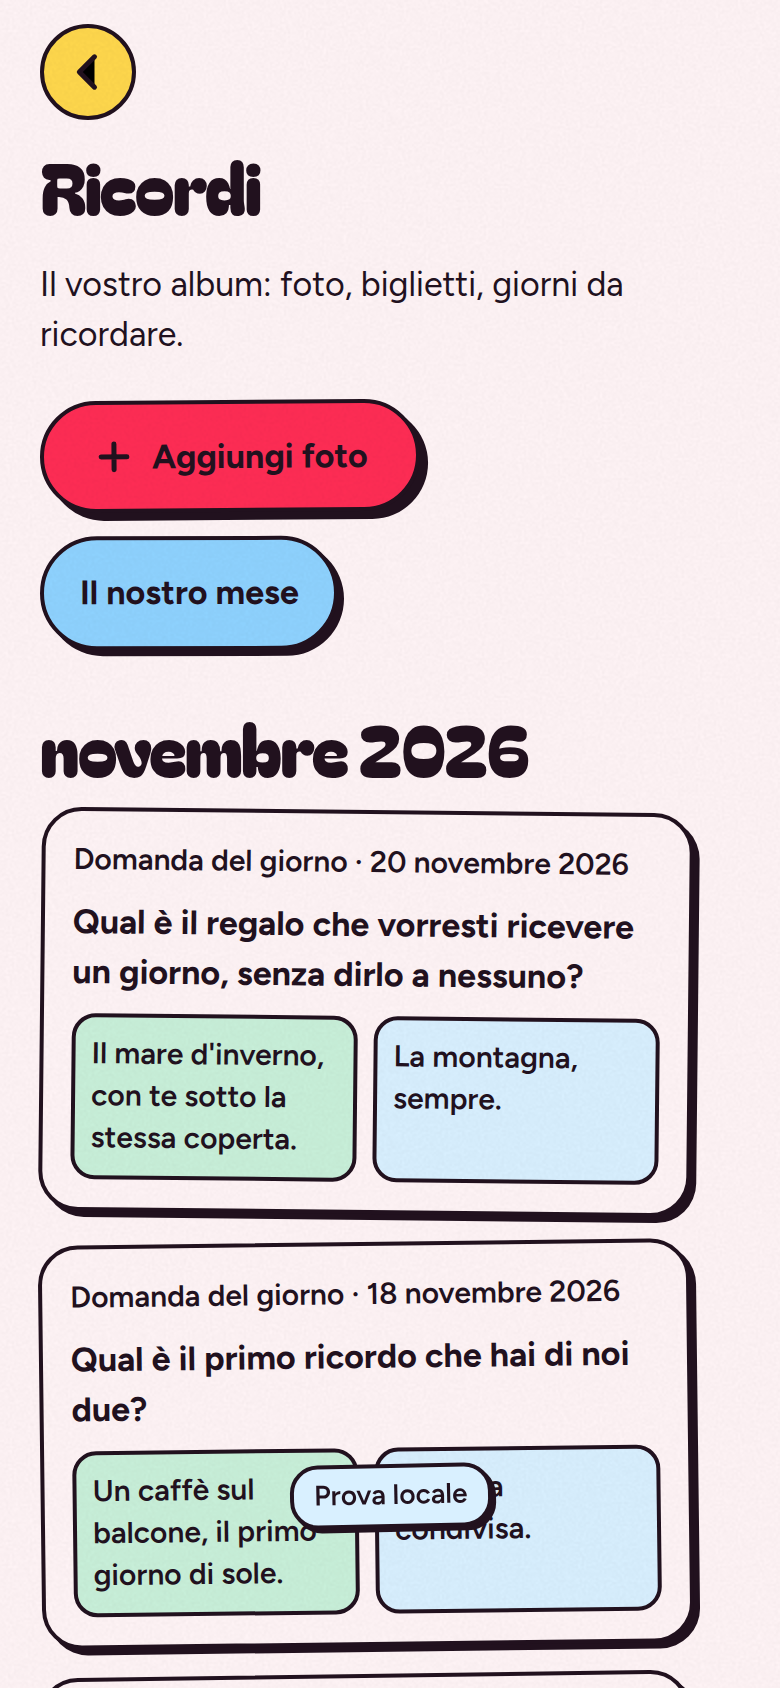 Ricordi
Il vostro album: foto, biglietti, giorni da
ricordare.
Aggiungi foto
Il nostro mese
novembre 2026
Domanda del giorno · 20 novembre 2026
Qual è il regalo che vorresti ricevere
un giorno, senza dirlo a nessuno?
Il mare d'inverno,
con te sotto la
stessa coperta.
La montagna,
sempre.
Domanda del giorno · 18 novembre 2026
Qual è il primo ricordo che hai di noi
due?
Un caffè sul
balcone, il primo
giorno di sole.
Prova locale
condivisa.